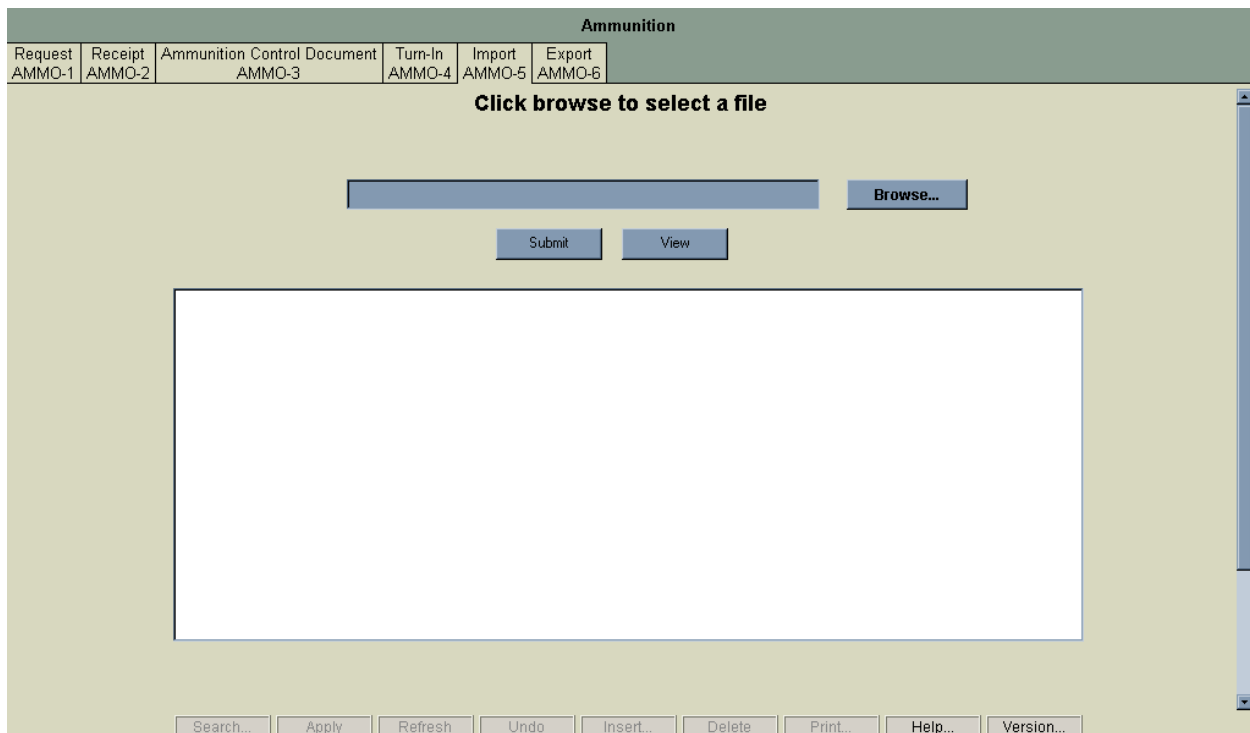 Ammunition
Request Receipt Ammunition Control Document Turn-In Import Export
AMMO-1 AMMO-2 AMMO-3 AMMO-4 AMMO-5 AMMO-6
Click browse to select a file
Browse...
Submit View
Search... Apply Refresh Undo Insert... Delete Print... Help... Version...